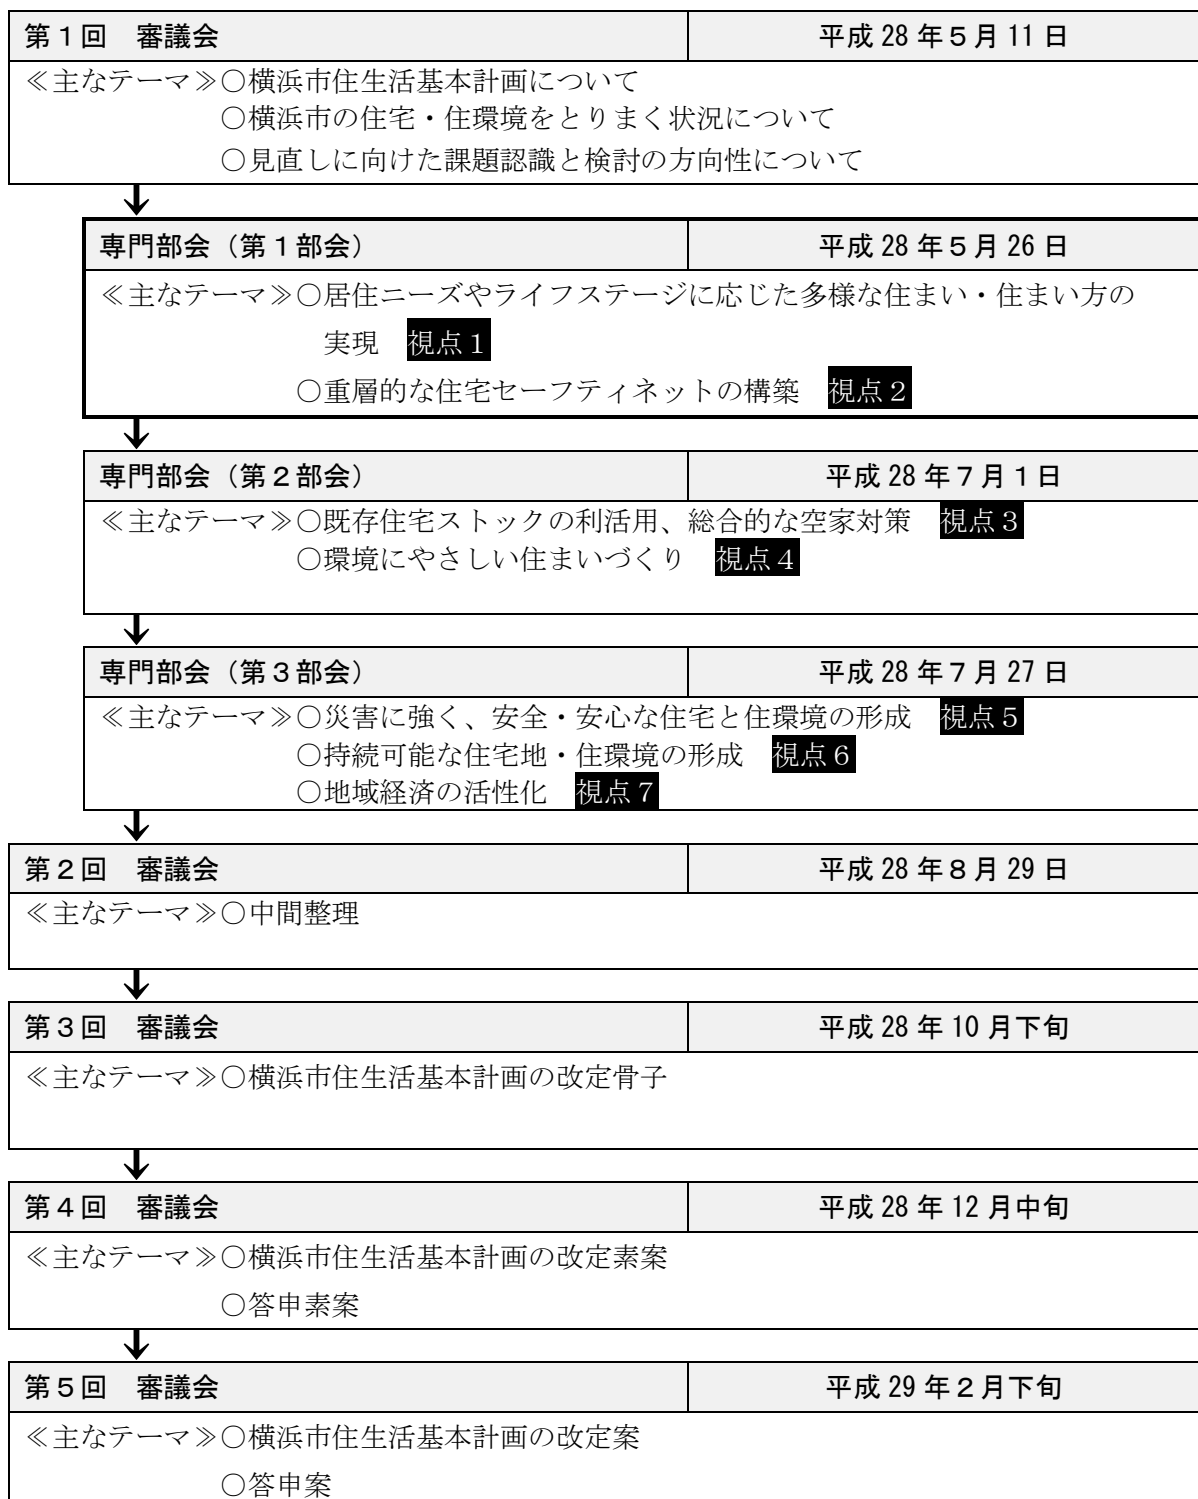 第１回　審議会　平成 28 年５月 11 日
≪主なテーマ≫○横浜市住生活基本計画について
○横浜市の住宅・住環境をとりまく状況について
○見直しに向けた課題認識と検討の方向性について
専門部会（第１部会）　平成 28 年５月 26 日
≪主なテーマ≫○居住ニーズやライフステージに応じた多様な住まい・住まい方の
実現　視点１
○重層的な住宅セーフティネットの構築　視点２
専門部会（第２部会）　平成 28 年７月１日
≪主なテーマ≫○既存住宅ストックの利活用、総合的な空家対策　視点３
○環境にやさしい住まいづくり　視点４
専門部会（第３部会）　平成 28 年７月 27 日
≪主なテーマ≫○災害に強く、安全・安心な住宅と住環境の形成　視点５
○持続可能な住宅地・住環境の形成　視点６
○地域経済の活性化　視点７
第２回　審議会　平成 28 年８月 29 日
≪主なテーマ≫○中間整理
第３回　審議会　平成 28 年 10 月下旬
≪主なテーマ≫○横浜市住生活基本計画の改定骨子
第４回　審議会　平成 28 年 12 月中旬
≪主なテーマ≫○横浜市住生活基本計画の改定素案
○答申素案
第５回　審議会　平成 29 年２月下旬
≪主なテーマ≫○横浜市住生活基本計画の改定案
○答申案